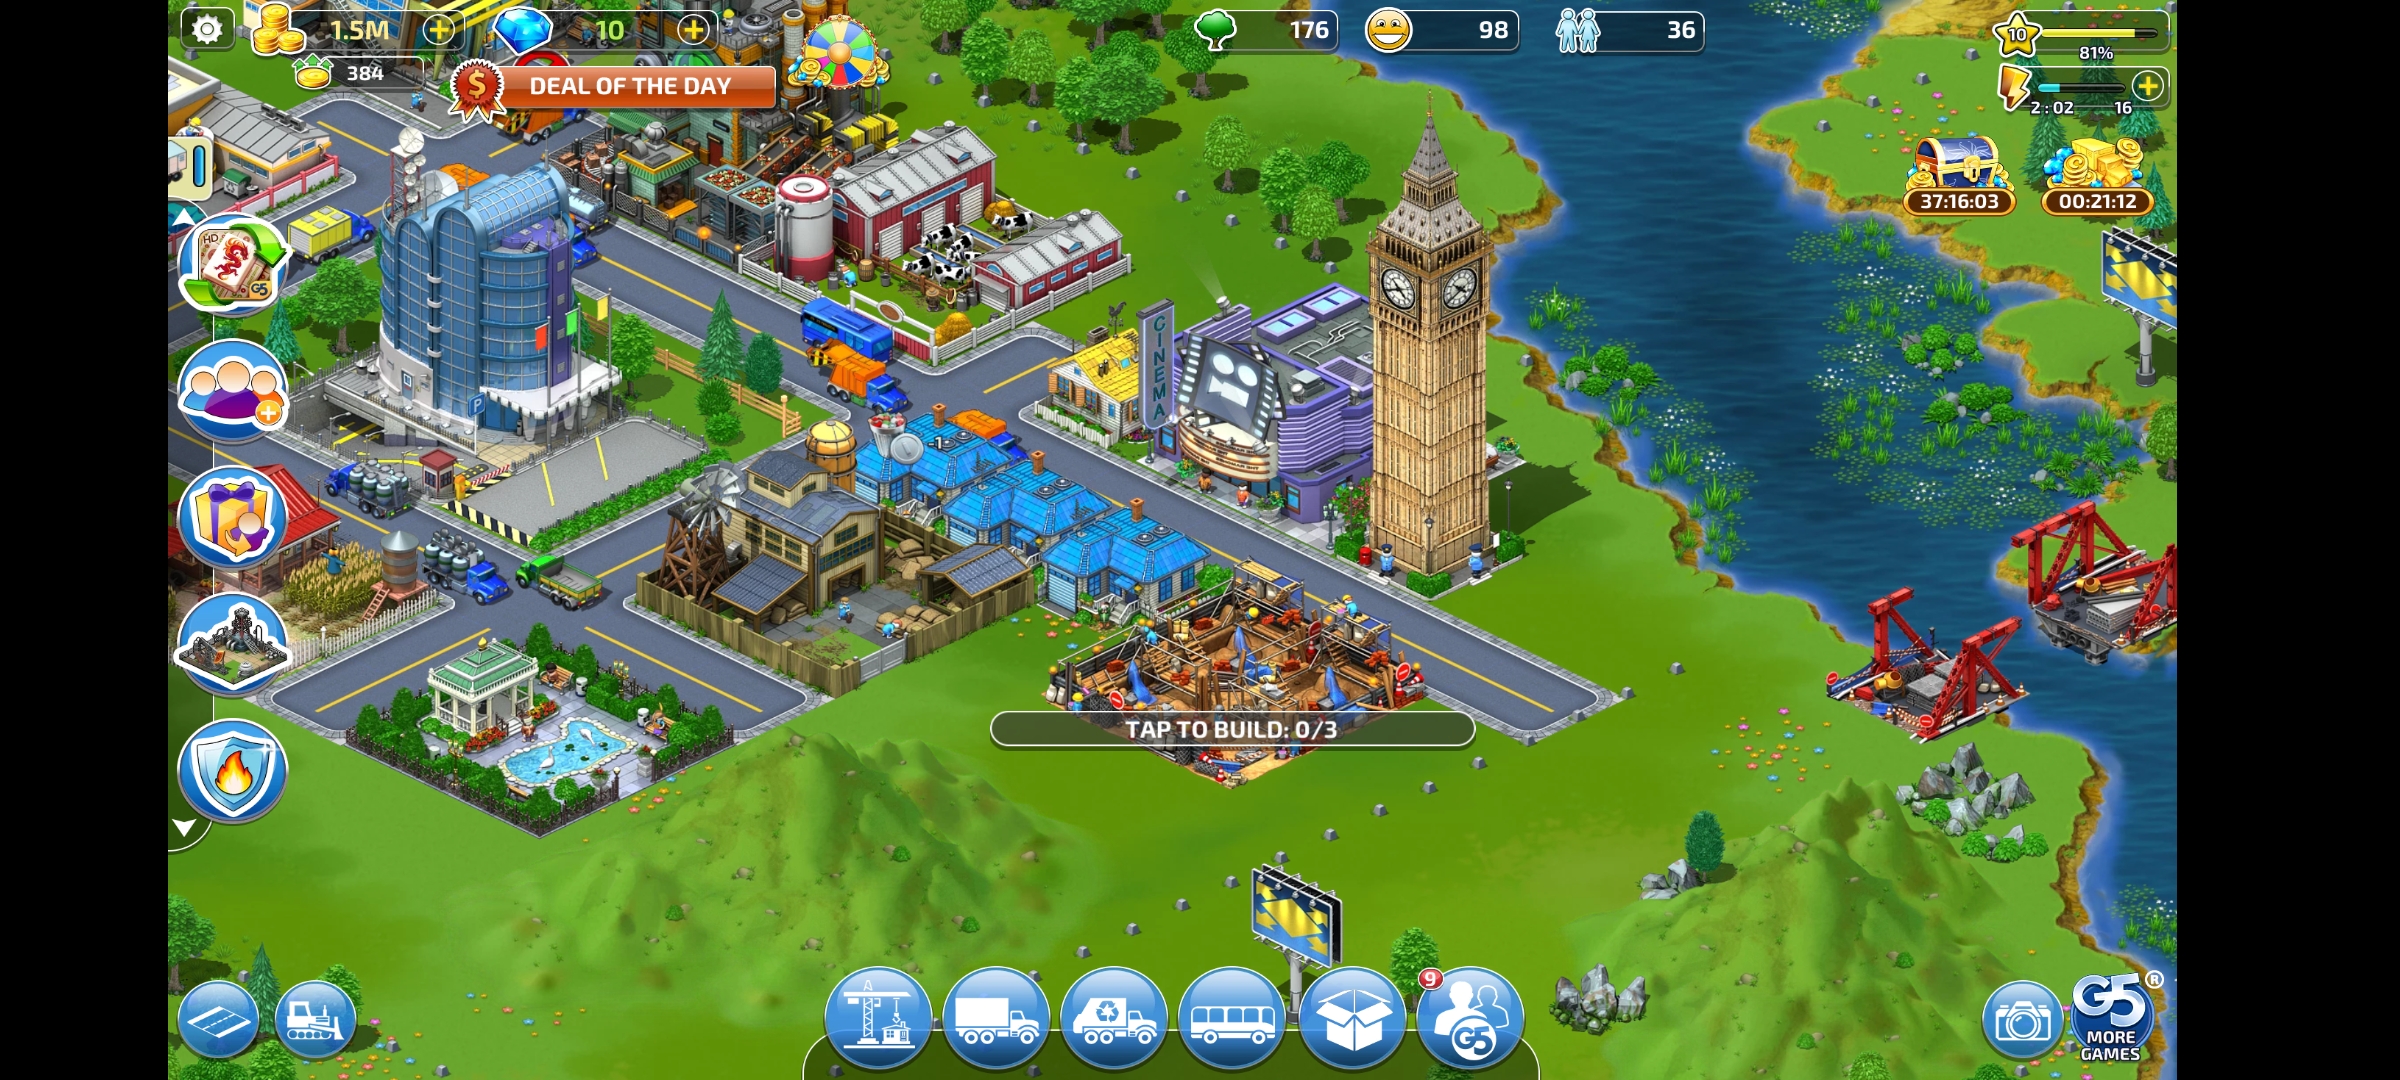 1.5M
10
176
98
36
10
81%
384
DEAL OF THE DAY
2:02
16
37:16:03
00:21:12
HD
G5
CINEMA
P
-1
TAP TO BUILD: 0/3
9
A
G5
G5
®
MORE
GAMES